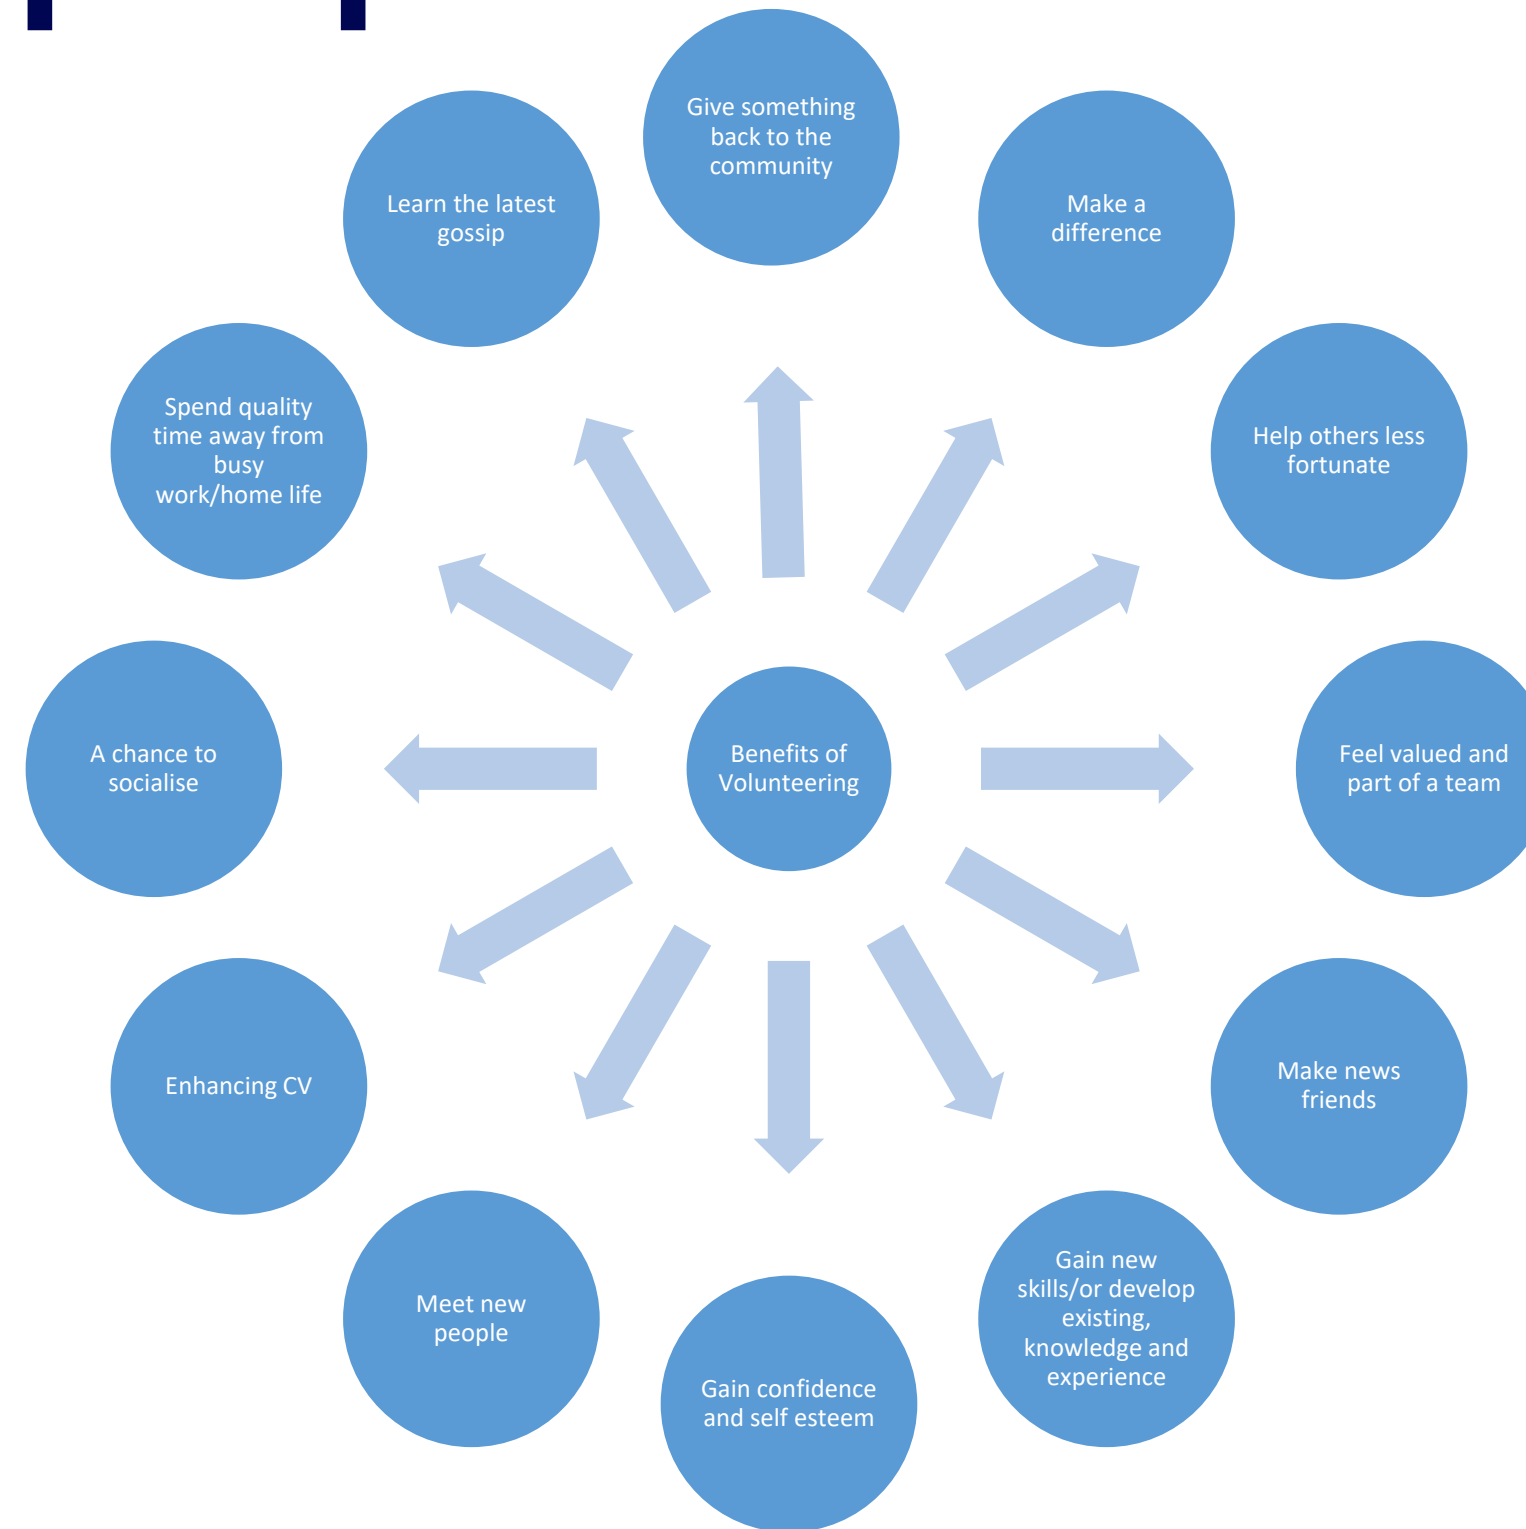 Give something
back to the
community
Make a
difference
Help others less
fortunate
Feel valued and
part of a team
Make news
friends
Gain new
skills/or develop
existing,
knowledge and
experience
Gain confidence
and self esteem
Meet new
people
Enhancing CV
A chance to
socialise
Spend quality
time away from
busy
work/home life
Learn the latest
gossip
Benefits of
Volunteering